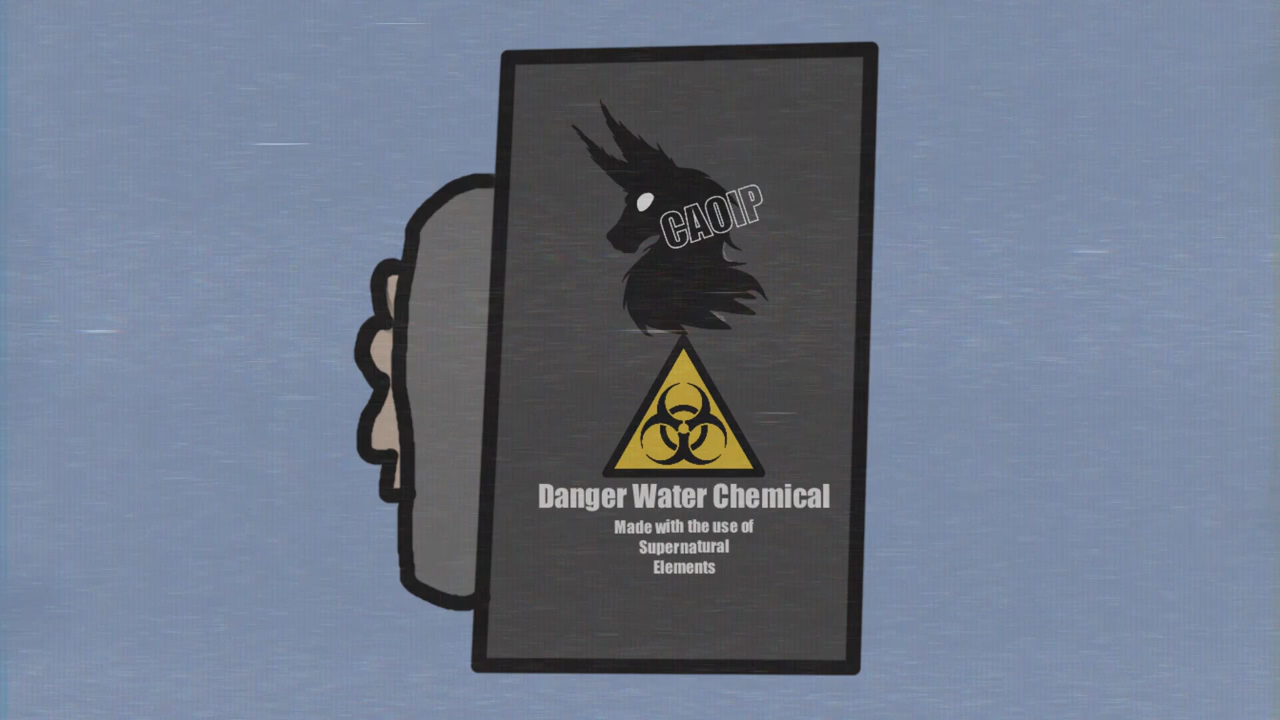 CAOIP
Danger Water Chemical
Made with the use of
Supernatural
Elements